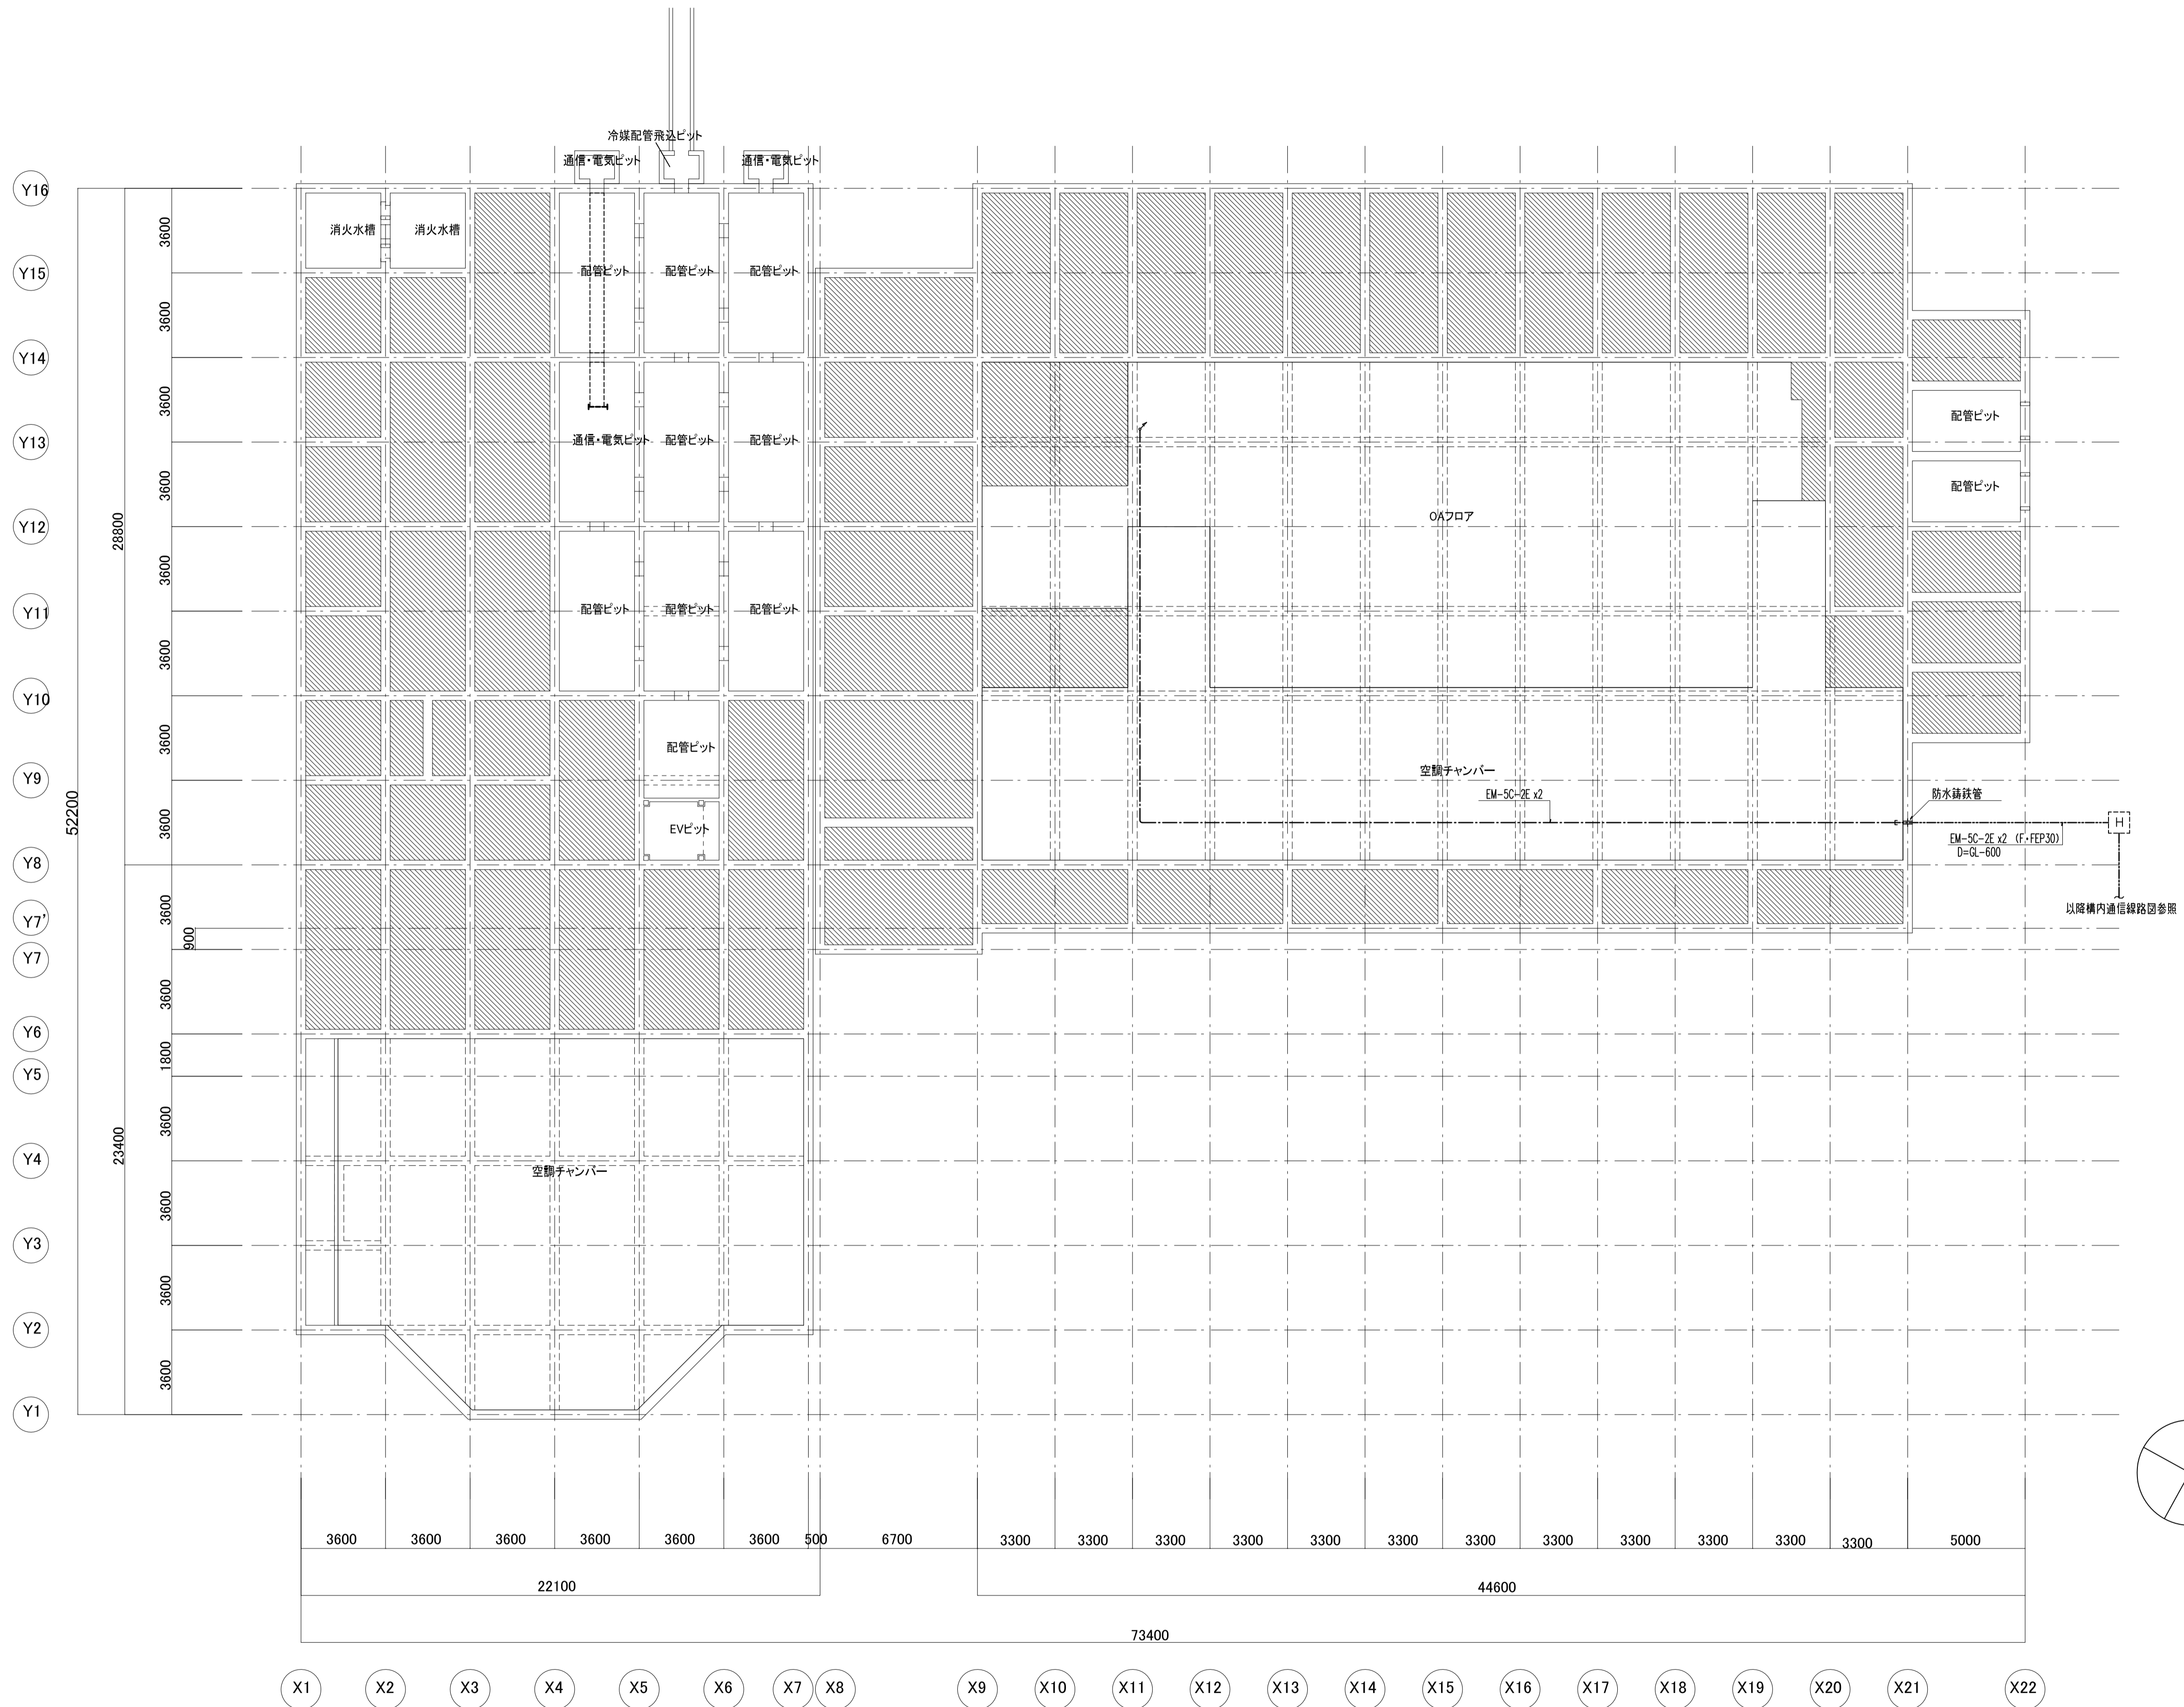 冷媒配管飛込ピット
通信・電気ピット
通信・電気ピット
Y16
消火水槽
消火水槽
3600
Y15
配管ピット
配管ピット
配管ピット
3600
Y14
3600
配管ピット
Y13
通信・電気ピット
配管ピット
配管ピット
3600
配管ピット
28800
OAフロア
Y12
3600
Y11
配管ピット
配管ピット
配管ピット
3600
Y10
3600
配管ピット
Y9
空調チャンバー
52200
EM-5C-2E x2
防水鋳鉄管
3600
EVピット
H
EM-5C-2E x2 (F・FEP30)
D=GL-600
Y8
3600
以降構内通信線路図参照
Y7'
900
Y7
3600
Y6
1800
Y5
3600
23400
Y4
空調チャンバー
3600
Y3
3600
Y2
3600
Y1
3600
3600
3600
3600
3600
3600
500
6700
3300
3300
3300
3300
3300
3300
3300
3300
3300
3300
3300
3300
5000
22100
44600
73400
X1
X2
X3
X4
X5
X6
X7
X8
X9
X10
X11
X12
X13
X14
X15
X16
X17
X18
X19
X20
X21
X22